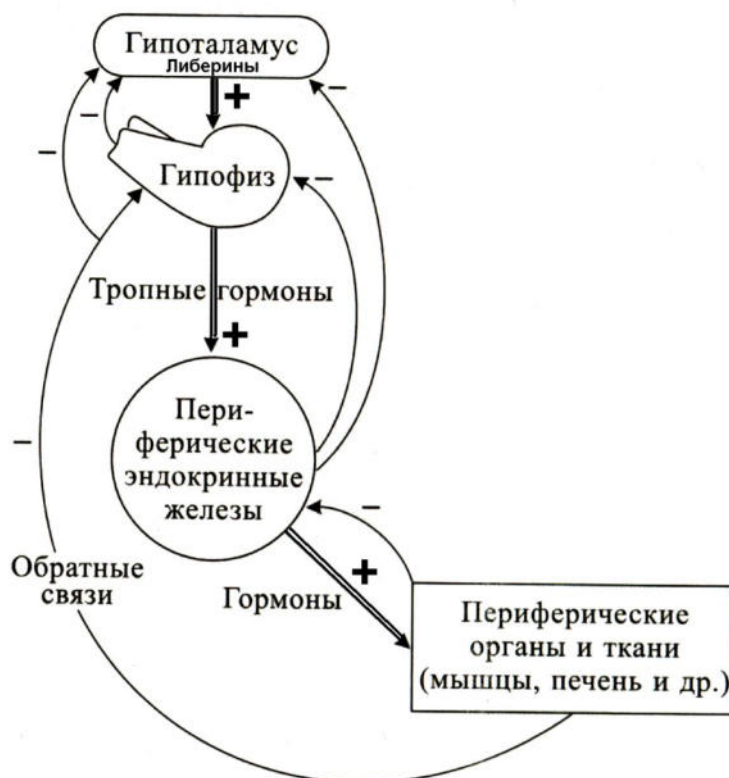 Гипоталамус
Либерины
+
–
–
–
Гипофиз
–
Тропные гормоны
+
Пери-
ферические
эндокринные
железы
–
–
+
Обратные
связи
Гормоны
Периферические
органы и ткани
(мышцы, печень и др.)